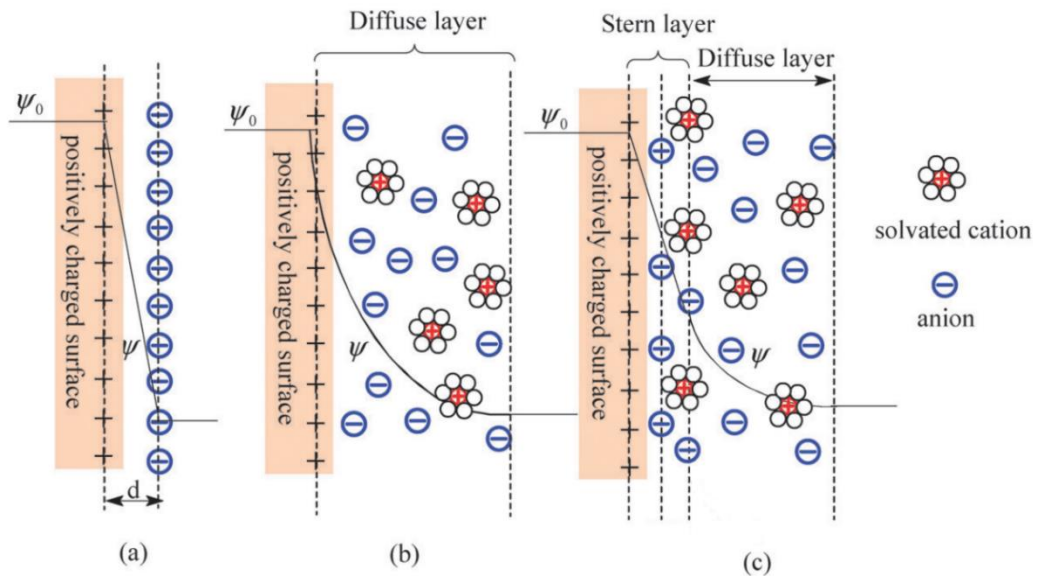 Diffuse layer
Stern layer
Diffuse layer
ψ₀
positively charged surface
ψ
d
ψ₀
positively charged surface
ψ
ψ₀
positively charged surface
ψ
solvated cation
anion
(a)
(b)
(c)